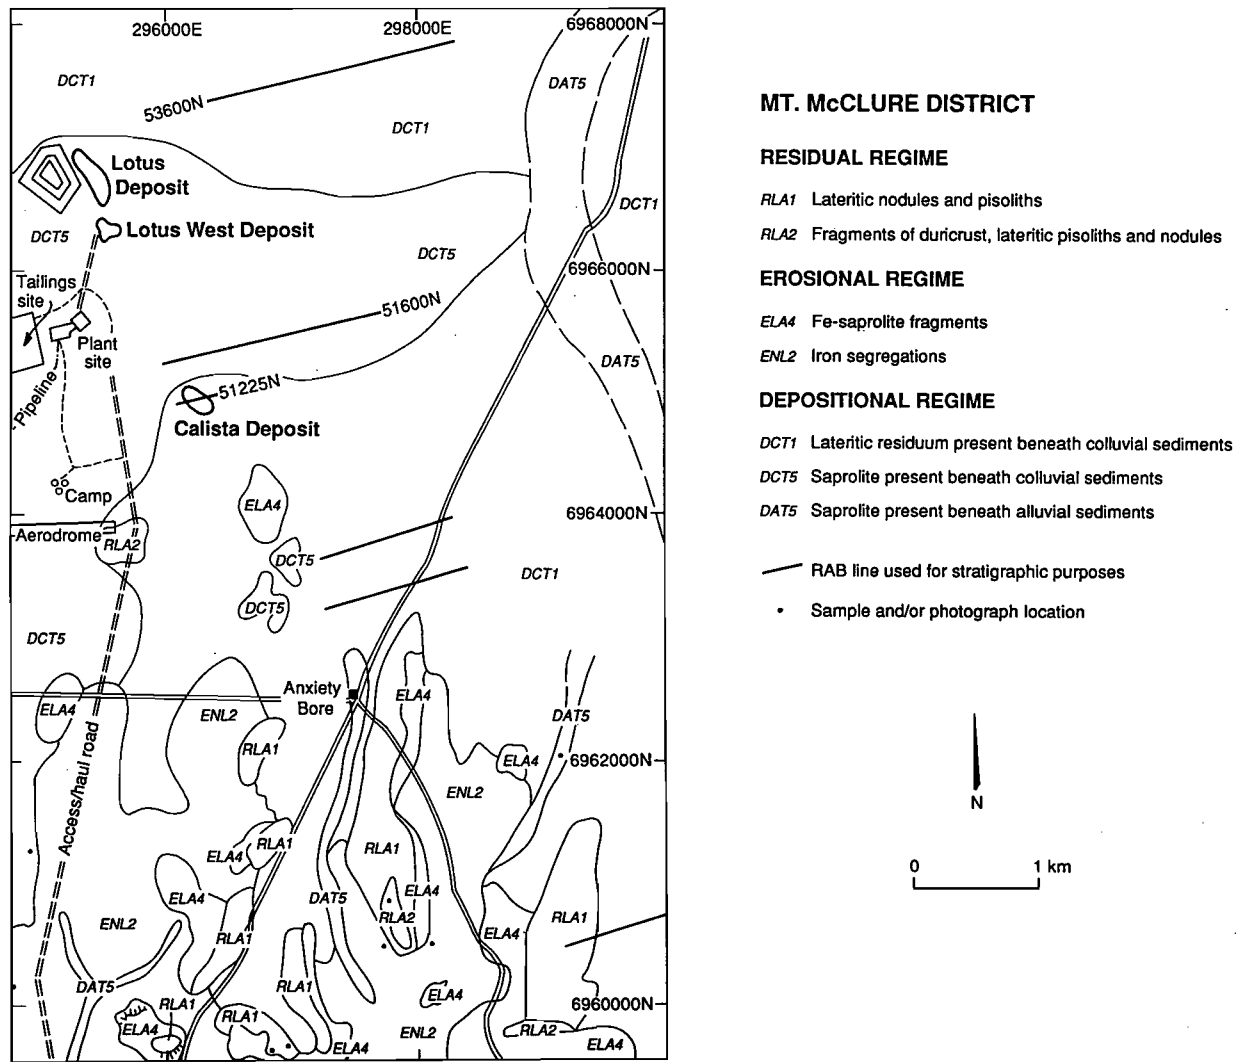 296000E
298000E
6968000N
DCT1
DAT5
53600N
DCT1
Lotus
Deposit
DCT1
Lotus West Deposit
DCT5
DCT5
6966000N
Tailings
site
51600N
Plant
site
DAT5
Pipeline
51225N
Calista Deposit
Camp
ELA4
6964000N
Aerodrome
RLA2
DCT5
DCT1
DCT5
DCT5
Anxiety
Bore
ELA4
ELA4
ENL2
DAT5
RLA1
ELA4
6962000N
Access/haul road
ENL2
RLA1
ELA4
RLA1
ELA4
ELA4
DAT5
RLA2
RLA1
ENL2
RLA1
ELA4
DAT5
RLA1
RLA1
ELA4
6960000N
ELA4
RLA1
ELA4
ENL2
RLA2
ELA4
MT. McCLURE DISTRICT
RESIDUAL REGIME
RLA1 Lateritic nodules and pisoliths
RLA2 Fragments of duricrust, lateritic pisoliths and nodules
EROSIONAL REGIME
ELA4 Fe-saprolite fragments
ENL2 Iron segregations
DEPOSITIONAL REGIME
DCT1 Lateritic residuum present beneath colluvial sediments
DCT5 Saprolite present beneath colluvial sediments
DAT5 Saprolite present beneath alluvial sediments
RAB line used for stratigraphic purposes
Sample and/or photograph location
N
0 1 km